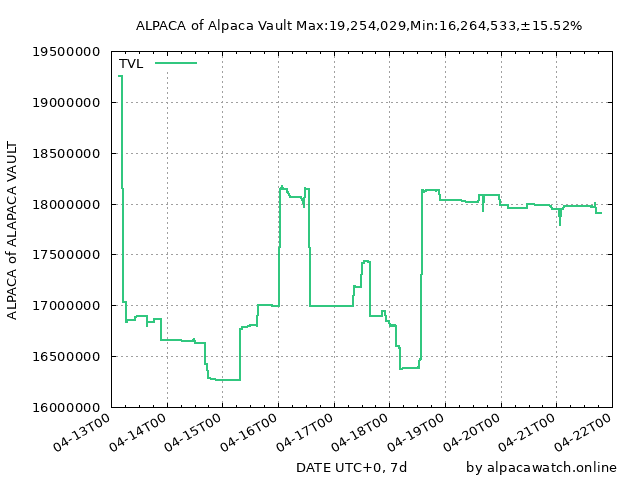 ALPACA of Alpaca Vault Max:19,254,029,Min:16,264,533,±15.52%
TVL
19500000
19000000
18500000
18000000
17500000
17000000
16500000
16000000
ALPACA of ALAPACA VAULT
04-13T00
04-14T00
04-15T00
04-16T00
04-17T00
04-18T00
04-19T00
04-20T00
04-21T00
04-22T00
DATE UTC+0, 7d
by alpacawatch.online